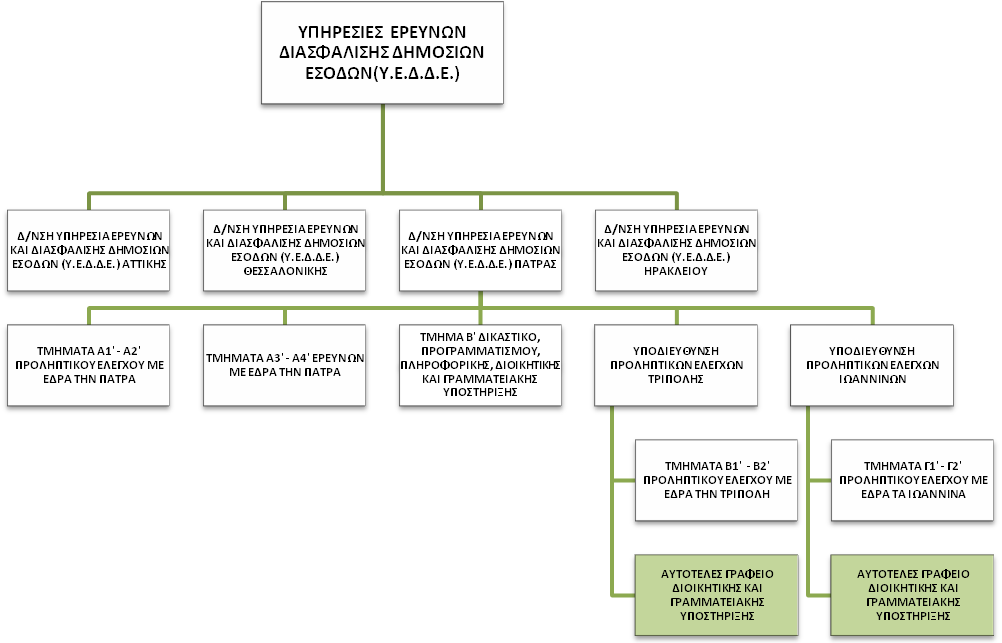 ΥΠΗΡΕΣΙΕΣ ΕΡΕΥΝΩΝ
ΔΙΑΣΦΑΛΙΣΗΣ ΔΗΜΟΣΙΩΝ
ΕΣΟΔΩΝ(Υ.Ε.Δ.Δ.Ε.)
Δ/ΝΣΗ ΥΠΗΡΕΣΙΑ ΕΡΕΥΝΩΝ
ΚΑΙ ΔΙΑΣΦΑΛΙΣΗΣ ΔΗΜΟΣΙΩΝ
ΕΣΟΔΩΝ (Υ.Ε.Δ.Δ.Ε.) ΑΤΤΙΚΗΣ
Δ/ΝΣΗ ΥΠΗΡΕΣΙΑ ΕΡΕΥΝΩΝ
ΚΑΙ ΔΙΑΣΦΑΛΙΣΗΣ ΔΗΜΟΣΙΩΝ
ΕΣΟΔΩΝ (Υ.Ε.Δ.Δ.Ε.)
ΘΕΣΣΑΛΟΝΙΚΗΣ
Δ/ΝΣΗ ΥΠΗΡΕΣΙΑ ΕΡΕΥΝΩΝ
ΚΑΙ ΔΙΑΣΦΑΛΙΣΗΣ ΔΗΜΟΣΙΩΝ
ΕΣΟΔΩΝ (Υ.Ε.Δ.Δ.Ε.) ΠΑΤΡΑΣ
Δ/ΝΣΗ ΥΠΗΡΕΣΙΑ ΕΡΕΥΝΩΝ
ΚΑΙ ΔΙΑΣΦΑΛΙΣΗΣ ΔΗΜΟΣΙΩΝ
ΕΣΟΔΩΝ (Υ.Ε.Δ.Δ.Ε.)
ΗΡΑΚΛΕΙΟΥ
ΤΜΗΜΑΤΑ Α1' - Α2'
ΠΡΟΛΗΠΤΙΚΟΥ ΕΛΕΓΧΟΥ ΜΕ
ΕΔΡΑ ΤΗΝ ΠΑΤΡΑ
ΤΜΗΜΑΤΑ Α3' - Α4' ΕΡΕΥΝΩΝ
ΜΕ ΕΔΡΑ ΤΗΝ ΠΑΤΡΑ
ΤΜΗΜΑ Β' ΔΙΚΑΣΤΙΚΟ,
ΠΡΟΓΡΑΜΜΑΤΙΣΜΟΥ,
ΠΛΗΡΟΦΟΡΙΚΗΣ, ΔΙΟΙΚΗΤΙΚΗΣ
ΚΑΙ ΓΡΑΜΜΑΤΕΙΑΚΗΣ
ΥΠΟΣΤΗΡΙΞΗΣ
ΥΠΟΔΙΕΥΘΥΝΣΗ
ΠΡΟΛΗΠΤΙΚΩΝ ΕΛΕΓΧΩΝ
ΤΡΙΠΟΛΗΣ
ΥΠΟΔΙΕΥΘΥΝΣΗ
ΠΡΟΛΗΠΤΙΚΩΝ ΕΛΕΓΧΩΝ
ΙΩΑΝΝΙΝΩΝ
ΤΜΗΜΑΤΑ Β1' - Β2'
ΠΡΟΛΗΠΤΙΚΟΥ ΕΛΕΓΧΟΥ ΜΕ
ΕΔΡΑ ΤΗΝ ΤΡΙΠΟΛΗ
ΤΜΗΜΑΤΑ Γ1' - Γ2'
ΠΡΟΛΗΠΤΙΚΟΥ ΕΛΕΓΧΟΥ ΜΕ
ΕΔΡΑ ΤΑ ΙΩΑΝΝΙΝΑ
ΑΥΤΟΤΕΛΕΣ ΓΡΑΦΕΙΟ
ΔΙΟΙΚΗΤΙΚΗΣ ΚΑΙ
ΓΡΑΜΜΑΤΕΙΑΚΗΣ
ΥΠΟΣΤΗΡΙΞΗΣ
ΑΥΤΟΤΕΛΕΣ ΓΡΑΦΕΙΟ
ΔΙΟΙΚΗΤΙΚΗΣ ΚΑΙ
ΓΡΑΜΜΑΤΕΙΑΚΗΣ
ΥΠΟΣΤΗΡΙΞΗΣ